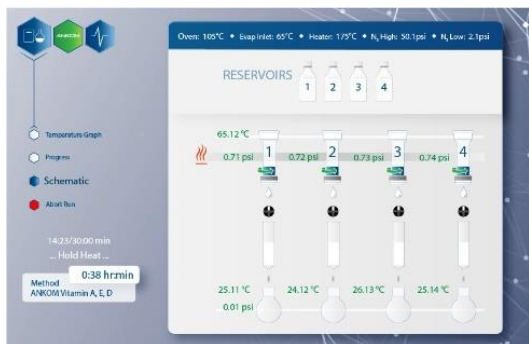 ANKOM
Oven: 105°C ◆ Evap Inlet: 65°C ◆ Heater: 175°C ◆ N₂ High: 50.1psi ◆ N₂ Low: 2.1psi
RESERVOIRS
1 2 3 4
65.12 °C
0.71 psi 1 0.72 psi 2 0.73 psi 3 0.74 psi 4
Temperature Graph
Progress
Schematic
Abort Run
14:23/30:00 min
... Hold Heat ...
0:38 hr:min
Method
ANKOM Vitamin A, E, D
25.11 °C 24.12 °C 26.13 °C 25.14 °C
0.01 psi